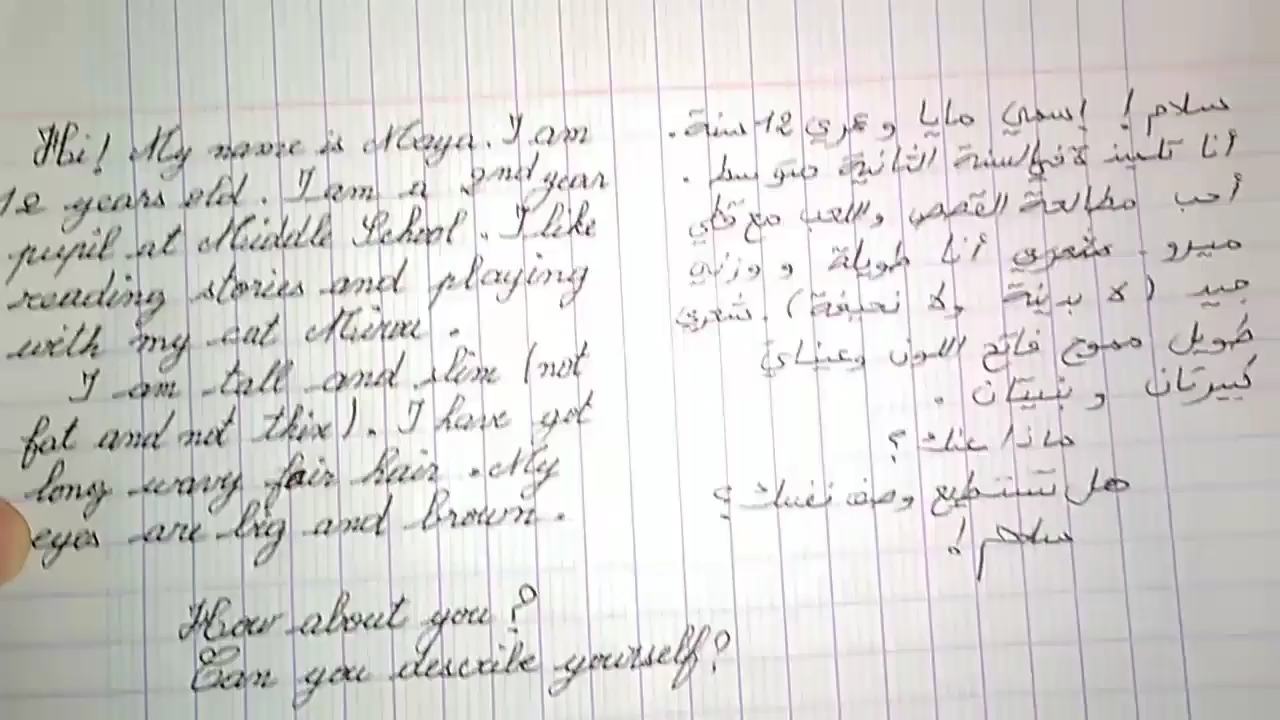 Hi! My name is Maya. I am
12 years old. I am a 2nd year
pupil at Middle School. I like
reading stories and playing
with my cat Mirou.
I am tall and slim (not
fat and not thin). I have got
long wavy fair hair. My
eyes are big and brown.
How about you?
Can you describe yourself?
سلام! إسمي مايا و عمري 12 سنة.
أنا تلميذة في السنة الثانية متوسط.
أحب مطالعة القصص واللعب مع قطي
ميرو. أنا طويلة و وزني
جيد (لا بدينة ولا نحيفة). شعري
طويل مموج فاتح اللون وعيناي
كبيرتان و بنيتان.
ماذا عنك؟
هل تستطيع وصف نفسك؟
سلام!